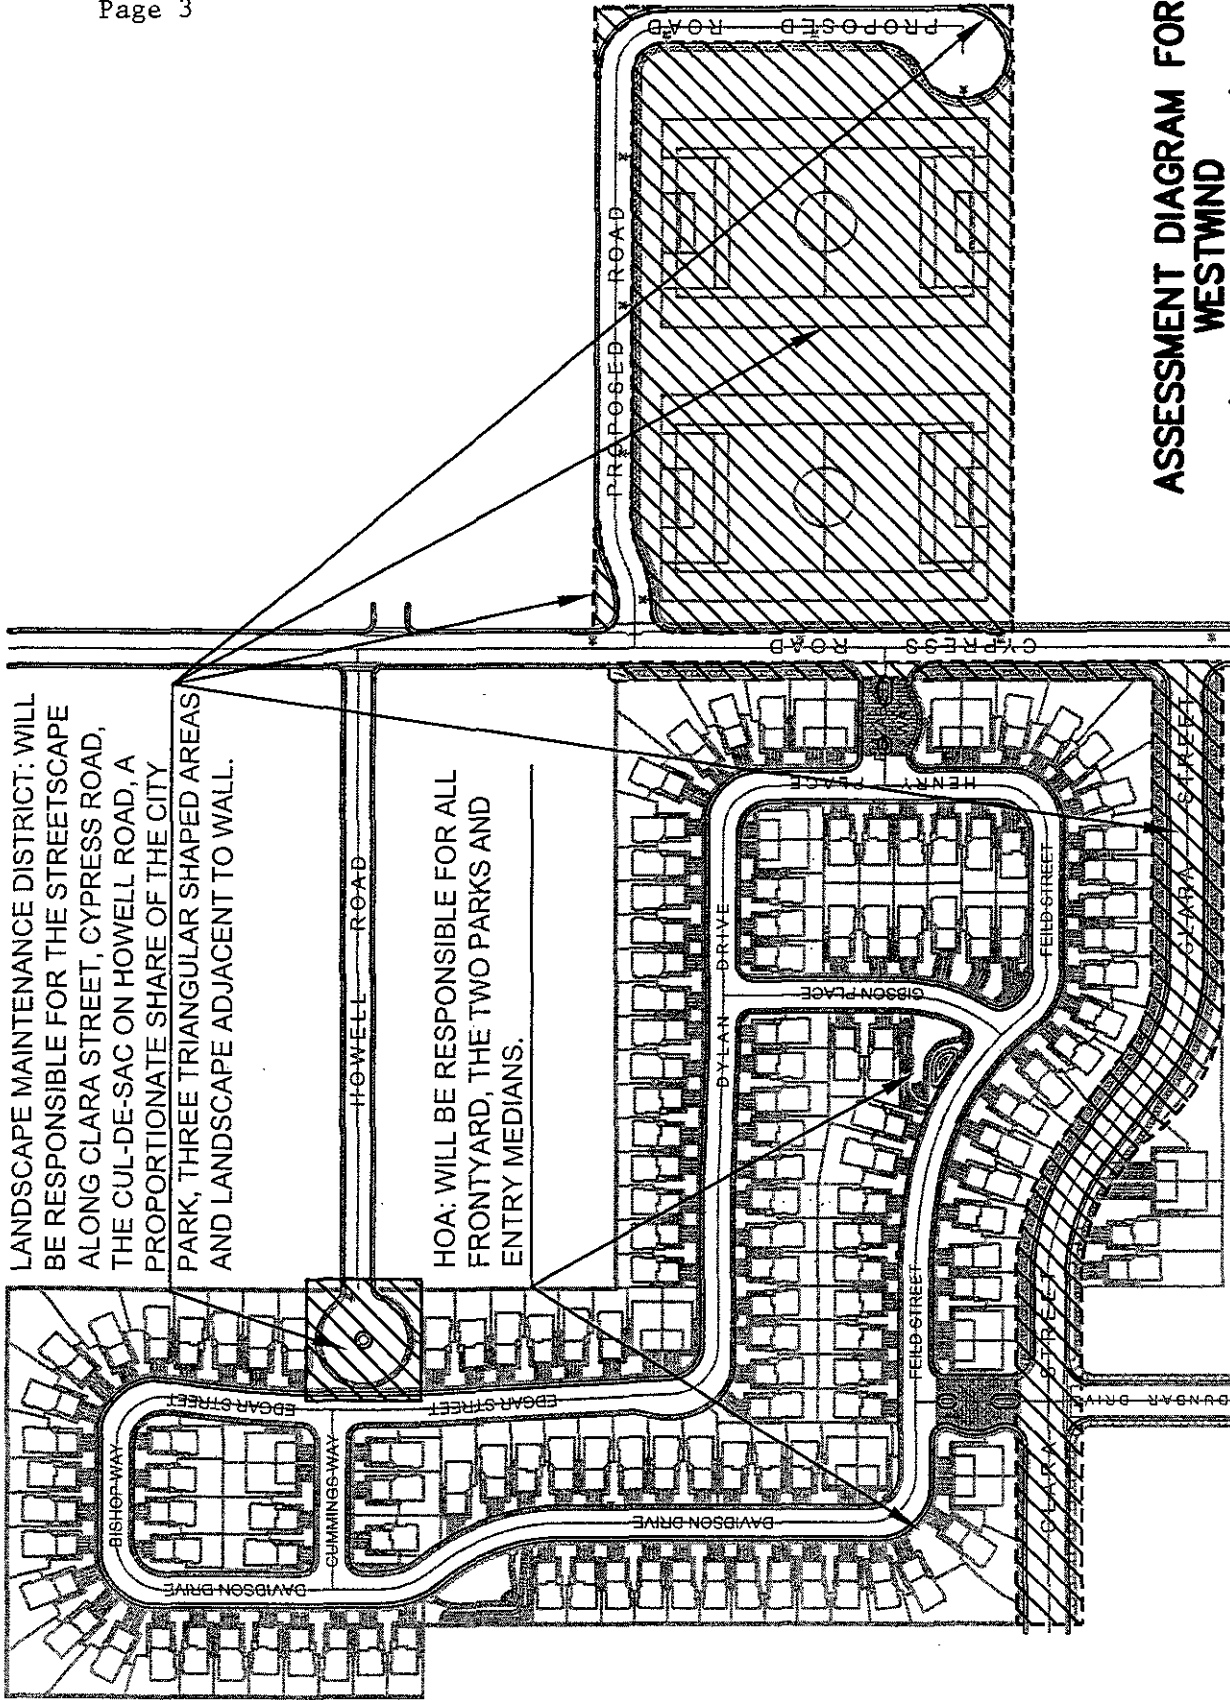 Page 3
LANDSCAPE MAINTENANCE DISTRICT: WILL
BE RESPONSIBLE FOR THE STREETSCAPE
ALONG CLARA STREET, CYPRESS ROAD,
THE CUL-DE-SAC ON HOWELL ROAD, A
PROPORTIONATE SHARE OF THE CITY
PARK, THREE TRIANGULAR SHAPED AREAS
AND LANDSCAPE ADJACENT TO WALL.
HOA: WILL BE RESPONSIBLE FOR ALL
FRONTYARD, THE TWO PARKS AND
ENTRY MEDIANS.
ASSESSMENT DIAGRAM FOR
WESTWIND
PROPOSED ROAD
PROPOSED ROAD
CYPRESS ROAD
HOWELL ROAD
HENRY PLACE
DYLAN DRIVE
GIBSON PLACE
FEILD STREET
CLARA STREET
EDGAR STREET
EDGAR STREET
BISHOP WAY
CUMMINGS WAY
DAVIDSON DRIVE
DAVIDSON DRIVE
FEILD STREET
CLARA STREET
DUNBAR DRIVE